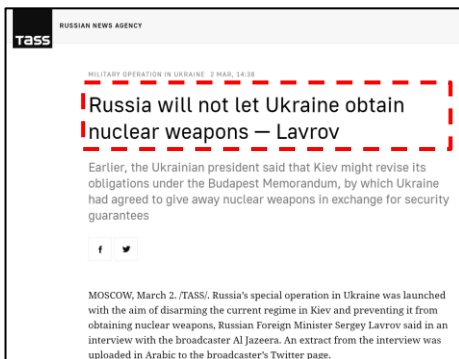 TASS
RUSSIAN NEWS AGENCY
MILITARY OPERATION IN UKRAINE 2 MAR, 14:38
Russia will not let Ukraine obtain
nuclear weapons — Lavrov
Earlier, the Ukrainian president said that Kiev might revise its
obligations under the Budapest Memorandum, by which Ukraine
had agreed to give away nuclear weapons in exchange for security
guarantees
MOSCOW, March 2. /TASS/. Russia's special operation in Ukraine was launched
with the aim of disarming the current regime in Kiev and preventing it from
obtaining nuclear weapons, Russian Foreign Minister Sergey Lavrov said in an
interview with the broadcaster Al Jazeera. An extract from the interview was
uploaded in Arabic to the broadcaster's Twitter page.